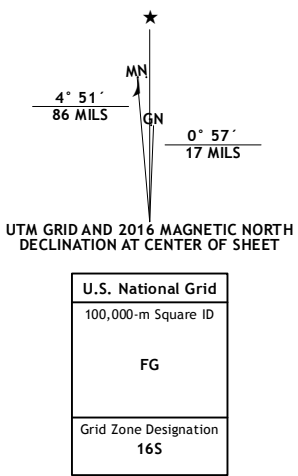 ★
MN
4° 51´
86 MILS
GN
0° 57´
17 MILS
UTM GRID AND 2016 MAGNETIC NORTH
DECLINATION AT CENTER OF SHEET
U.S. National Grid
100,000-m Square ID
FG
Grid Zone Designation
16S